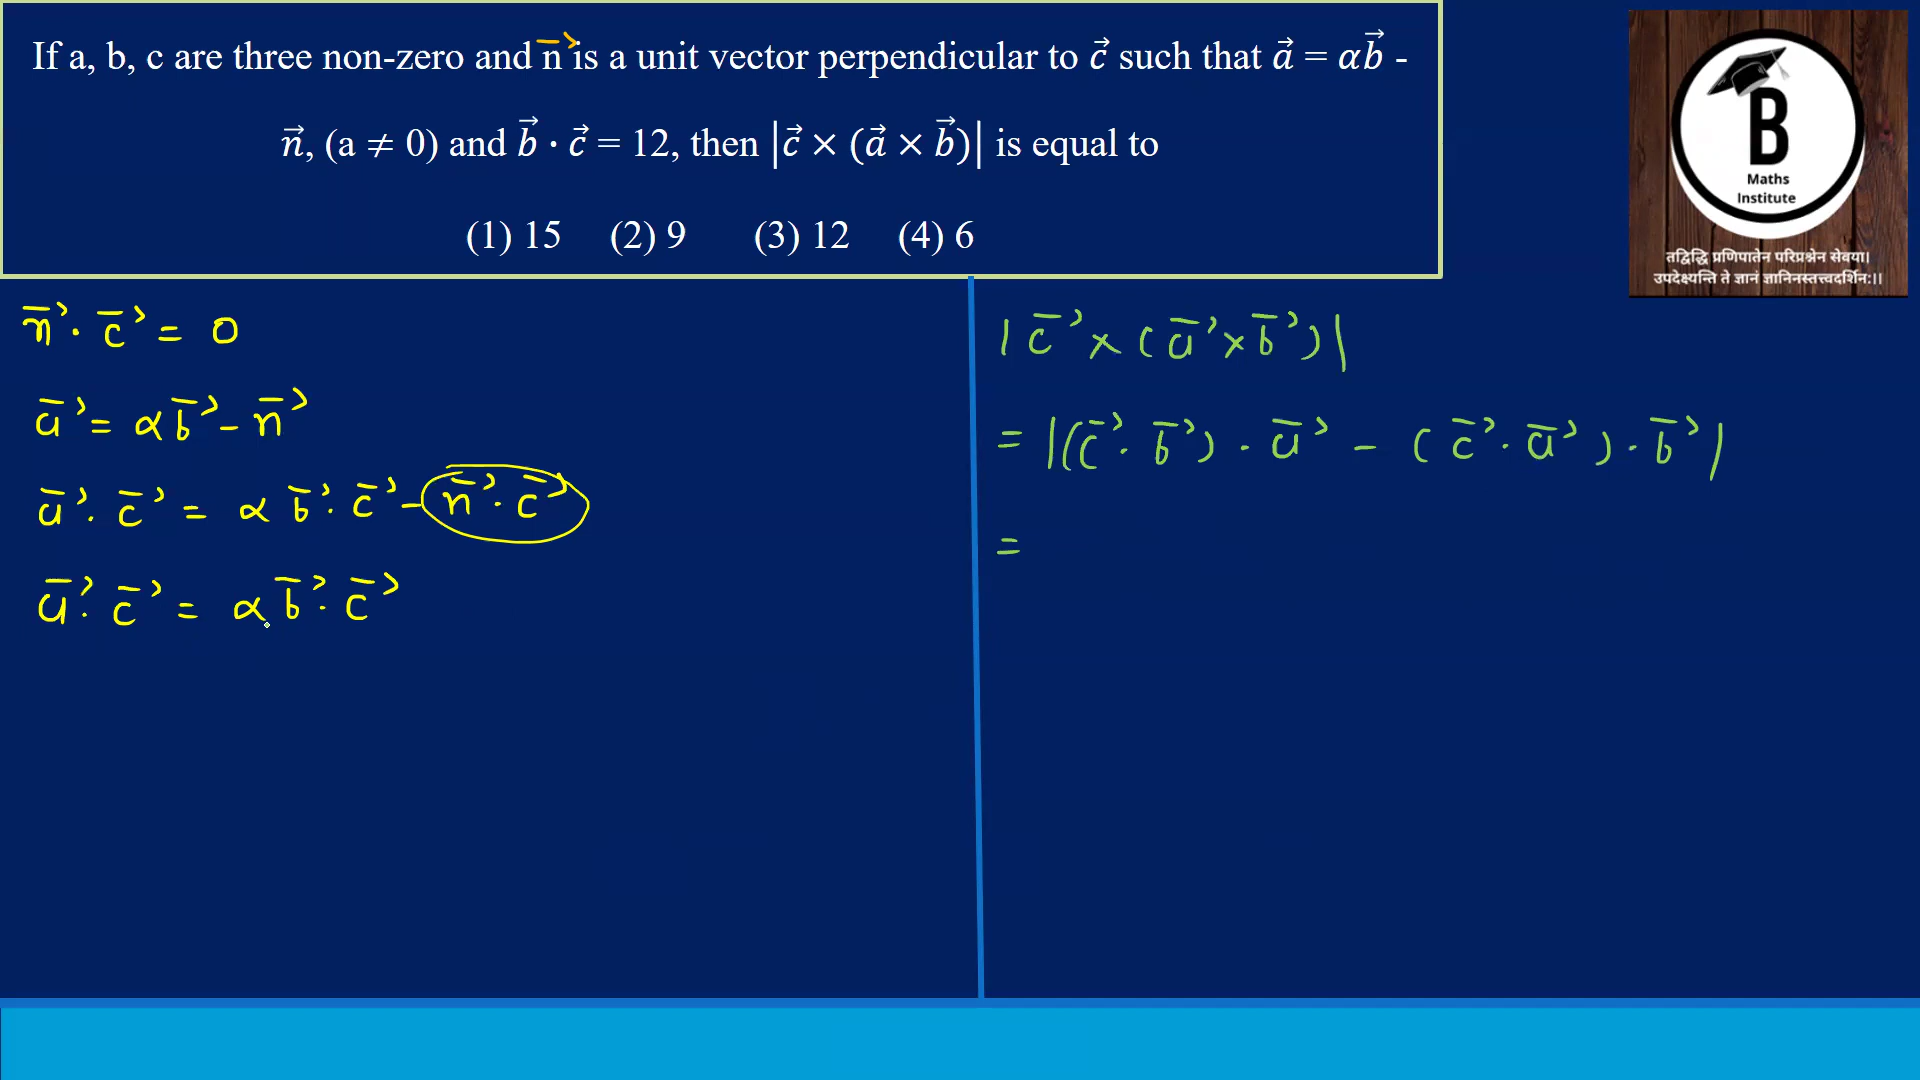 If a, b, c are three non-zero and n⃗ is a unit vector perpendicular to c⃗ such that a⃗ = αb⃗ -
n⃗, (a ≠ 0) and b⃗ · c⃗ = 12, then |c⃗ × (a⃗ × b⃗)| is equal to
(1) 15 (2) 9 (3) 12 (4) 6
B
Maths
Institute
तद्विद्धि प्रणिपातेन परिप्रश्नेन सेवया।
उपदेक्ष्यन्ति ते ज्ञानं ज्ञानिनस्तत्त्वदर्शिन:।।
n⃗ · c⃗ = 0
a⃗ = αb⃗ - n⃗
a⃗ · c⃗ = α b⃗ · c⃗ - n⃗ · c⃗
a⃗ · c⃗ = α b⃗ · c⃗
| c⃗ × (a⃗ × b⃗)|
= |(c⃗ · b⃗) · a⃗ - (c⃗ · a⃗) · b⃗|
=